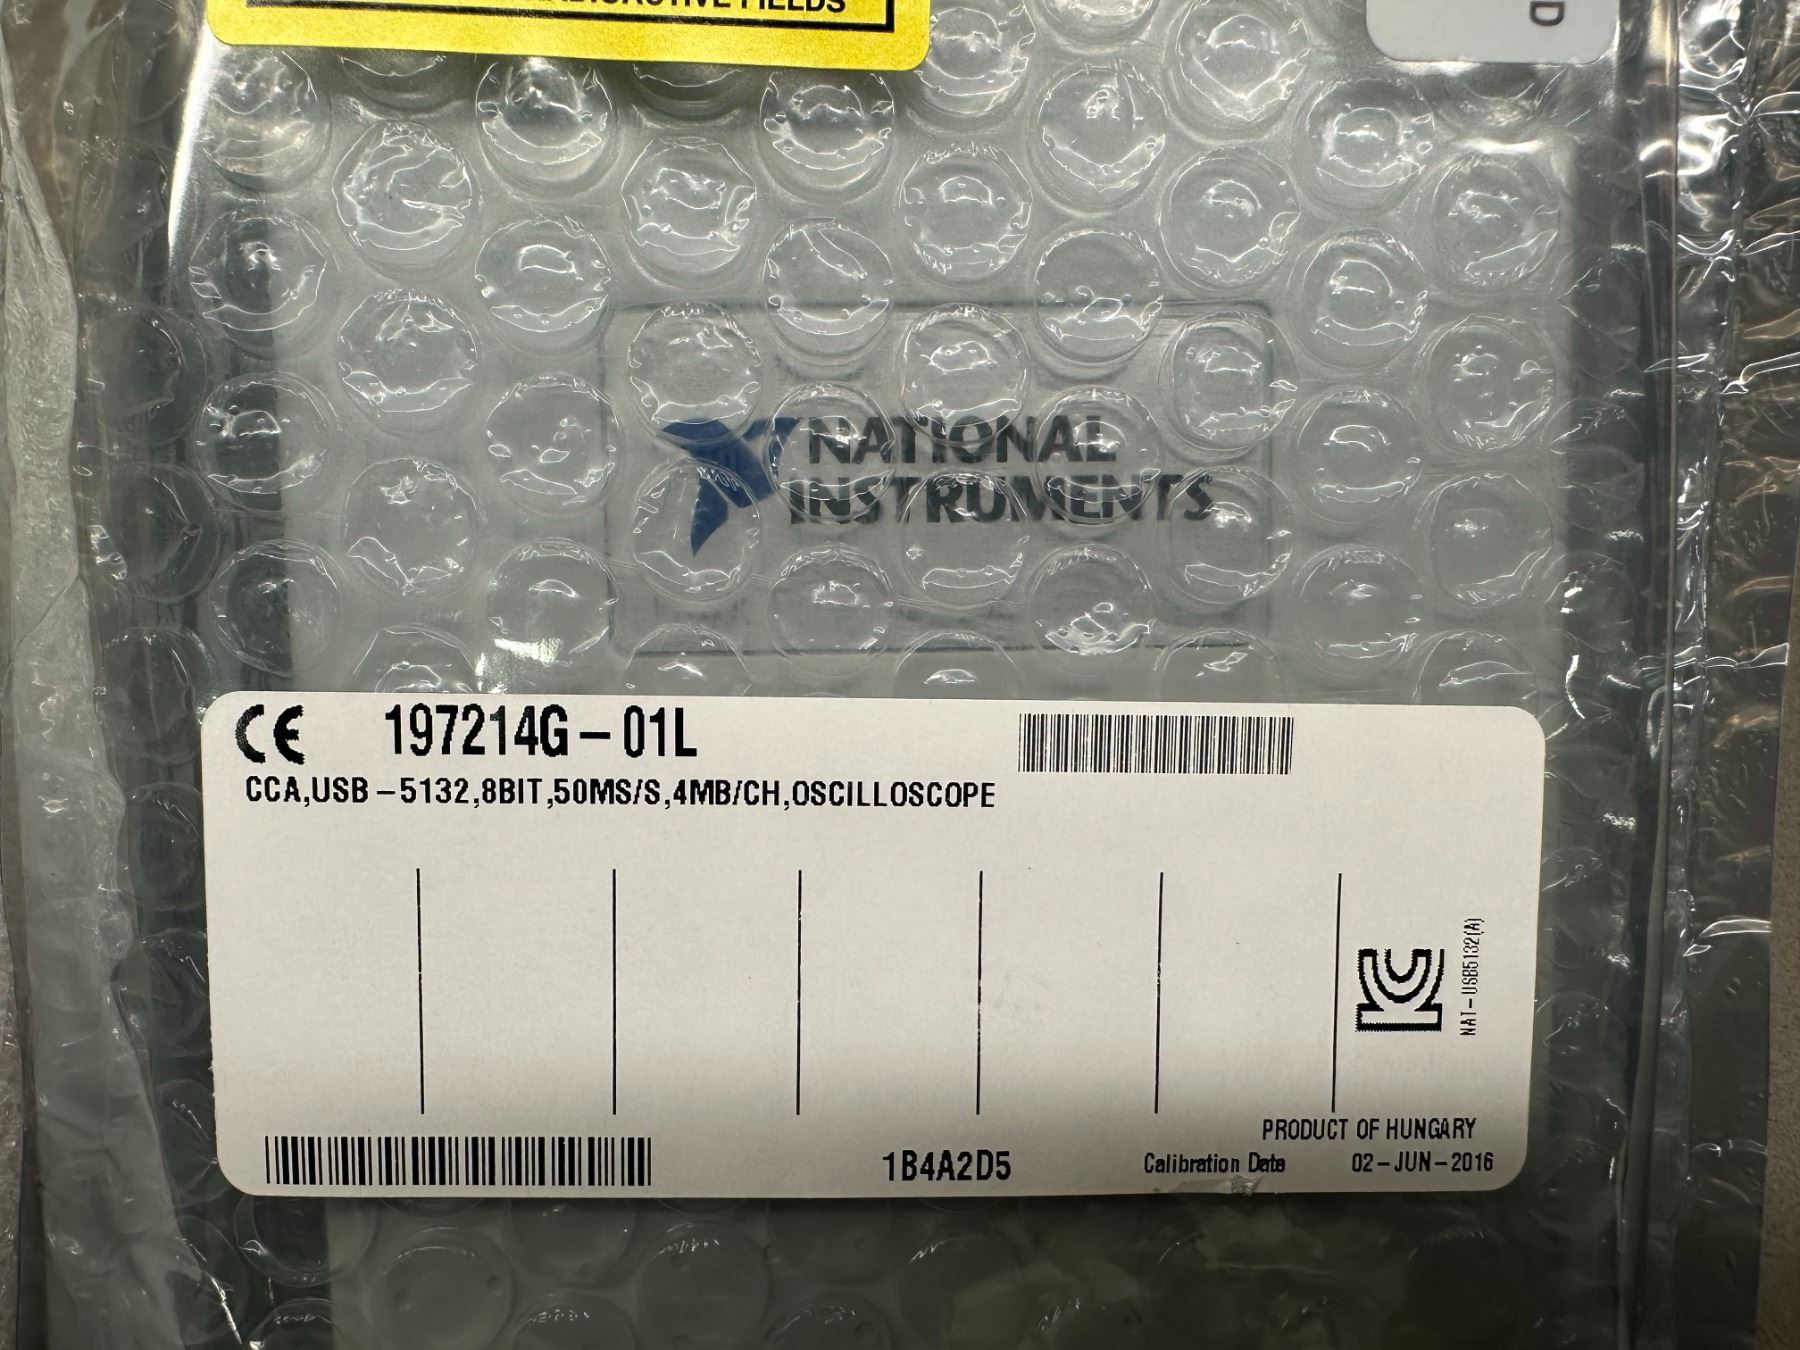 FIELDS
D
NATIONAL
INSTRUMENTS
CE 197214G-01L
CCA,USB-5132,8BIT,50MS/S,4MB/CH,OSCILLOSCOPE
NAT-USB5132(A)
PRODUCT OF HUNGARY
1B4A2D5
Calibration Date 02-JUN-2016